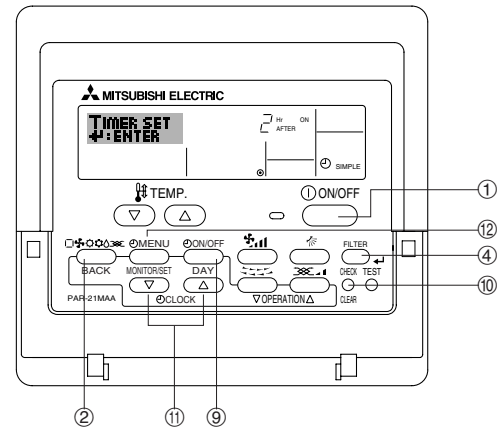 MITSUBISHI ELECTRIC
TIMER SET
↵:ENTER
2 Hr ON
AFTER
SIMPLE
TEMP.
ON/OFF
①
⑫
MENU
ON/OFF
FILTER
④
BACK
MONITOR/SET
DAY
CHECK TEST
⑩
PAR-21MAA
CLOCK
▽OPERATION△
CLEAR
②
⑪
⑨